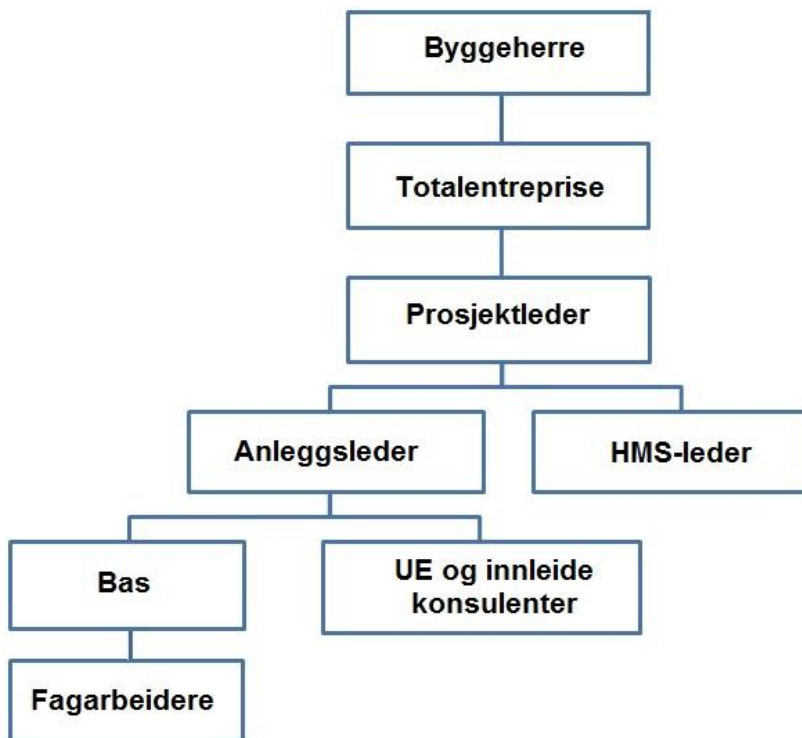 Byggeherre
Totalentreprise
Prosjektleder
Anleggsleder
HMS-leder
Bas
UE og innleide
konsulenter
Fagarbeidere